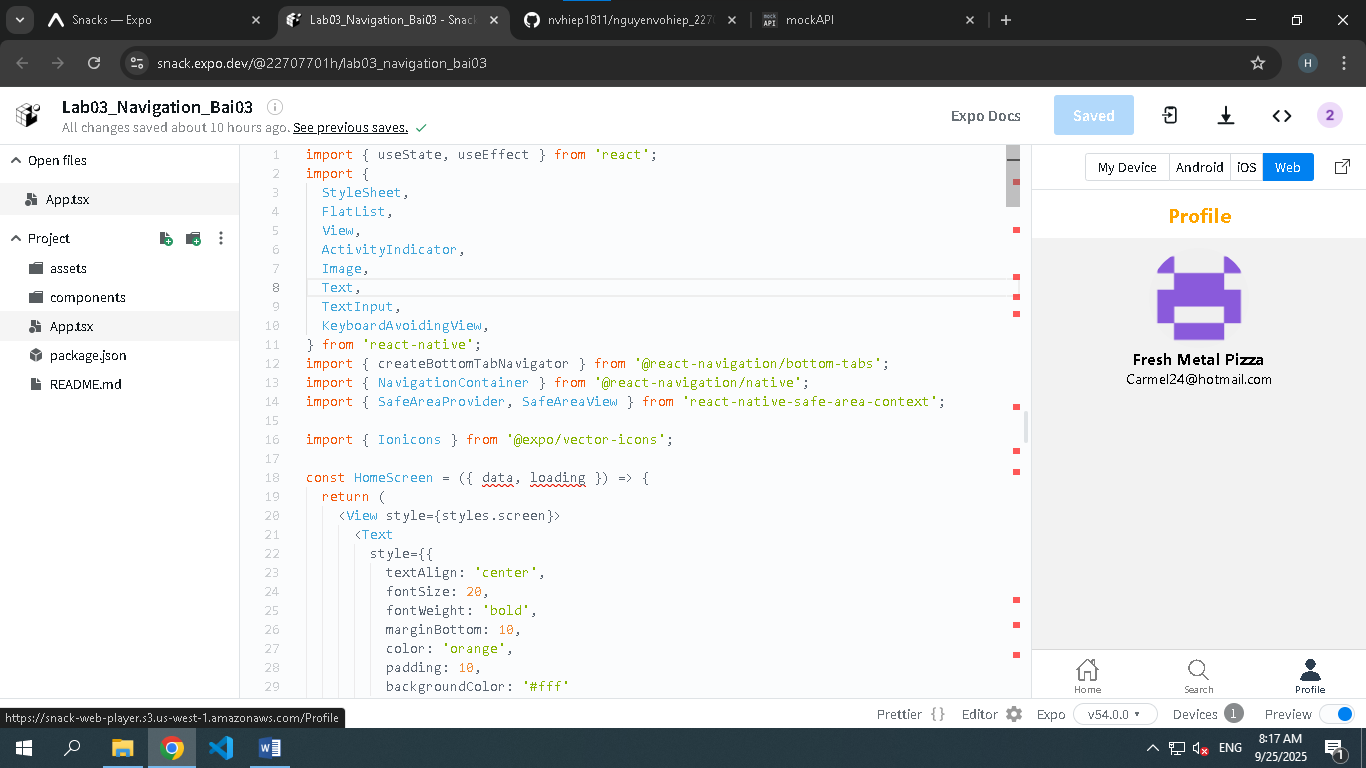 Snacks — Expo
Lab03_Navigation_Bai03 - Snac
nvhiep1811/nguyenvohiep_2270
mockAPI
snack.expo.dev/@22707701h/lab03_navigation_bai03
H
Lab03_Navigation_Bai03
All changes saved about 10 hours ago. See previous saves.
Expo Docs
Saved
2
Open files
App.tsx
Project
assets
components
App.tsx
package.json
README.md
1 import { useState, useEffect } from 'react';
2 import {
3 StyleSheet,
4 FlatList,
5 View,
6 ActivityIndicator,
7 Image,
8 Text,
9 TextInput,
10 KeyboardAvoidingView,
11 } from 'react-native';
12 import { createBottomTabNavigator } from '@react-navigation/bottom-tabs';
13 import { NavigationContainer } from '@react-navigation/native';
14 import { SafeAreaProvider, SafeAreaView } from 'react-native-safe-area-context';
15
16 import { Ionicons } from '@expo/vector-icons';
17
18 const HomeScreen = ({ data, loading }) => {
19 return (
20 <View style={styles.screen}>
21 <Text
22 style={{
23 textAlign: 'center',
24 fontSize: 20,
25 fontWeight: 'bold',
26 marginBottom: 10,
27 color: 'orange',
28 padding: 10,
29 backgroundColor: '#fff'
My Device Android iOS Web
Profile
Fresh Metal Pizza
Carmel24@hotmail.com
Home Search Profile
https://snack-web-player.s3.us-west-1.amazonaws.com/Profile
Prettier {} Editor Expo v54.0.0 Devices 1 Preview
ENG
8:17 AM
9/25/2025
1